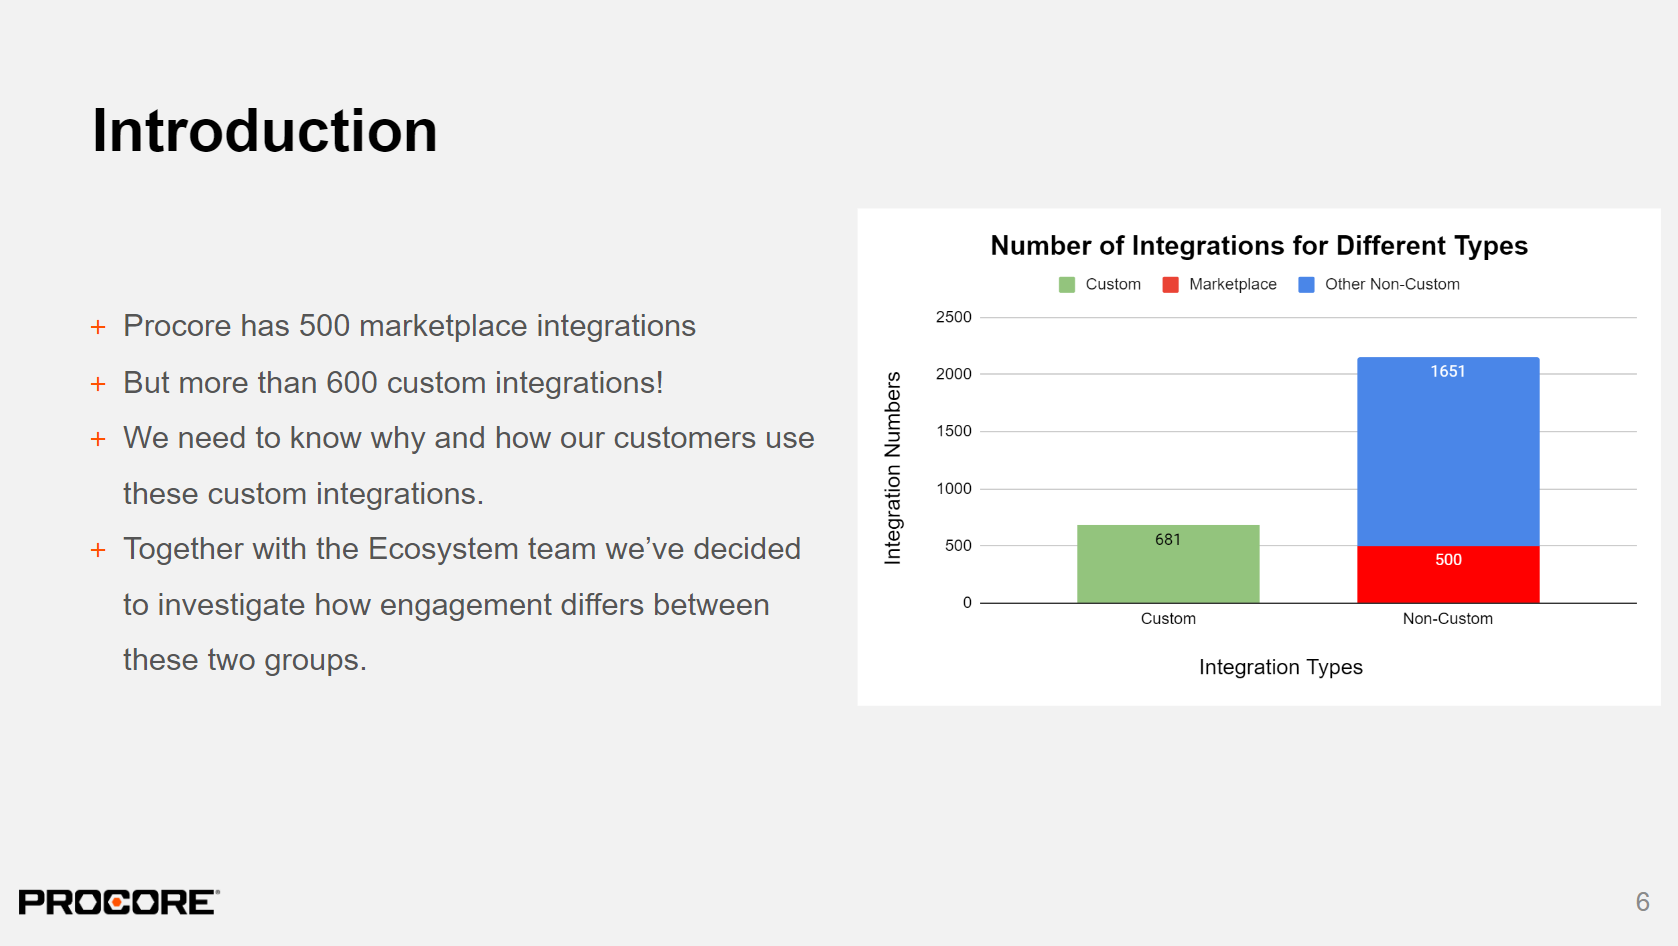 Introduction
+ Procore has 500 marketplace integrations
+ But more than 600 custom integrations!
+ We need to know why and how our customers use
these custom integrations.
+ Together with the Ecosystem team we’ve decided
to investigate how engagement differs between
these two groups.
Number of Integrations for Different Types
Custom Marketplace Other Non-Custom
Integration Numbers
2500
2000
1500
1000
500
0
681
1651
500
Custom Non-Custom
Integration Types
PROCORE®
6